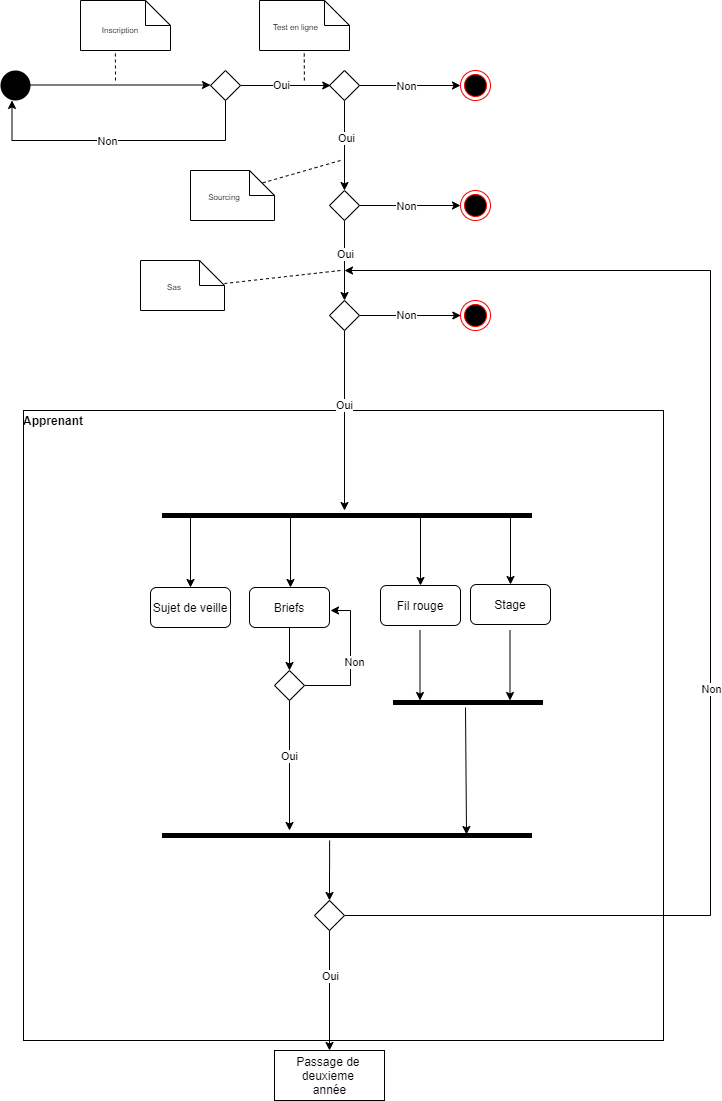 Inscription
Test en ligne
Oui
Non
Non
Oui
Sourcing
Non
Oui
Sas
Non
Oui
Apprenant
Sujet de veille
Briefs
Fil rouge
Stage
Non
Non
Oui
Oui
Passage de
deuxieme
année